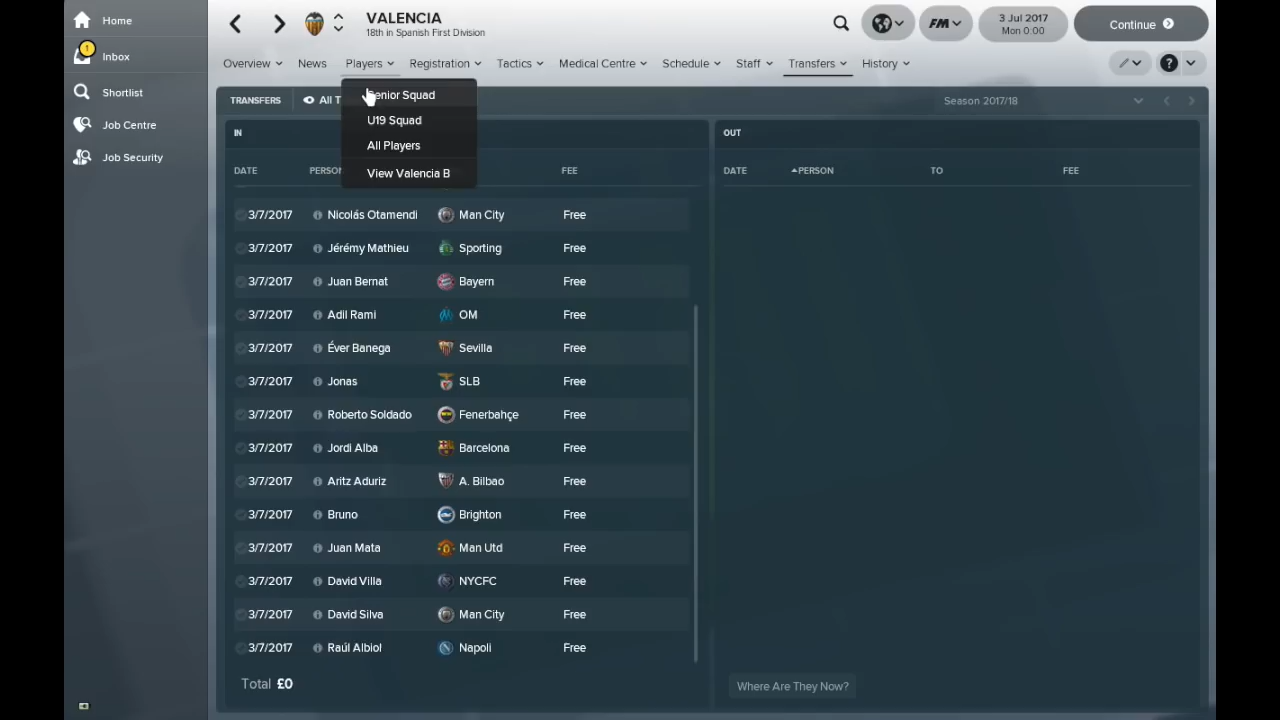 Home
1
Inbox
Shortlist
Job Centre
Job Security
VALENCIA
18th in Spanish First Division
FM
3 Jul 2017
Mon 0:00
Continue
Overview News Players Registration Tactics Medical Centre Schedule Staff Transfers History
?
TRANSFERS All T
Season 2017/18
Senior Squad
U19 Squad
All Players
View Valencia B
IN
DATE PERSON FEE
3/7/2017 Nicolás Otamendi Man City Free
3/7/2017 Jérémy Mathieu Sporting Free
3/7/2017 Juan Bernat Bayern Free
3/7/2017 Adil Rami OM Free
3/7/2017 Éver Banega Sevilla Free
3/7/2017 Jonas SLB Free
3/7/2017 Roberto Soldado Fenerbahçe Free
3/7/2017 Jordi Alba Barcelona Free
3/7/2017 Aritz Aduriz A. Bilbao Free
3/7/2017 Bruno Brighton Free
3/7/2017 Juan Mata Man Utd Free
3/7/2017 David Villa NYCFC Free
3/7/2017 David Silva Man City Free
3/7/2017 Raúl Albiol Napoli Free
Total £0
OUT
DATE PERSON TO FEE
Where Are They Now?